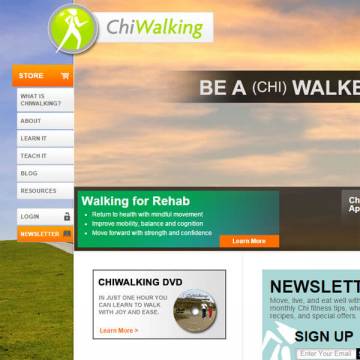 ChiWalking
STORE
BE A (CHI) WALKE
WHAT IS
CHIWALKING?
ABOUT
LEARN IT
TEACH IT
BLOG
RESOURCES
LOGIN
NEWSLETTER
Walking for Rehab
• Return to health with mindful movement
• Improve mobility, balance and cognition
• Move forward with strength and confidence
Learn More
Ch
Ap
CHIWALKING DVD
IN JUST ONE HOUR YOU
CAN LEARN TO WALK
WITH JOY AND EASE.
Learn More >
ChiWalking
NEWSLETT
Move, live, and eat well with
monthly Chi fitness tips, wh
recipes, and special offers.
SIGN UP
Enter Your Email